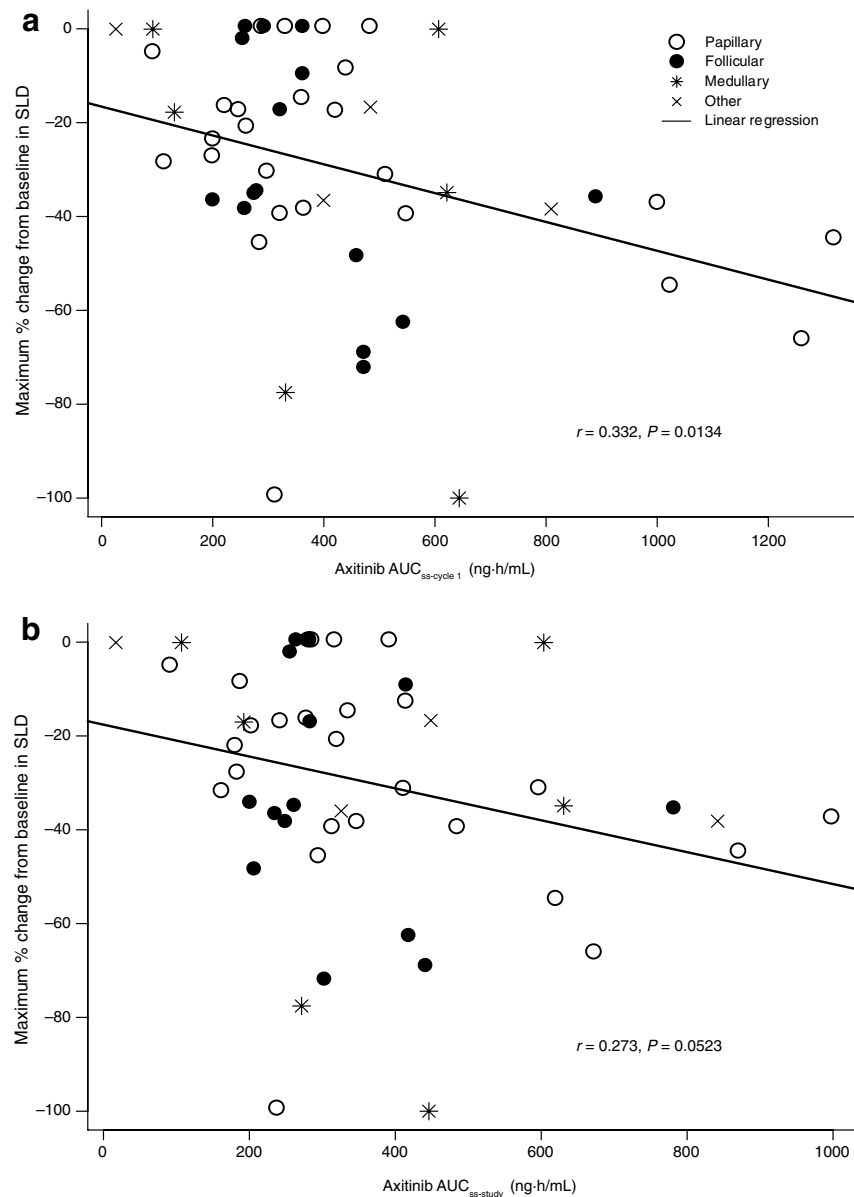 a
Papillary
Follicular
Medullary
Other
Linear regression
Maximum % change from baseline in SLD
0
−20
−40
−60
−80
−100
r = 0.332, P = 0.0134
0 200 400 600 800 1000 1200
Axitinib AUCss-cycle 1 (ng·h/mL)
b
Maximum % change from baseline in SLD
0
−20
−40
−60
−80
−100
r = 0.273, P = 0.0523
0 200 400 600 800 1000
Axitinib AUCss-study (ng·h/mL)